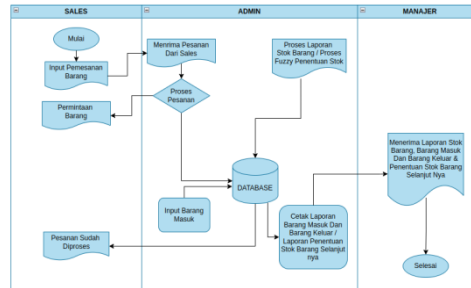 SALES
ADMIN
MANAJER
Mulai
Input Pemesanan
Barang
Permintaan
Barang
Pesanan Sudah
Diproses
Menrima Pesanan
Dari Sales
Proses
Pesanan
Proses Laporan
Stok Barang / Proses
Fuzzy Penentuan Stok
DATABASE
Input Barang
Masuk
Cetak Laporan
Barang Masuk Dan
Barang Keluar /
Laporan Penentuan
Stok Barang Selanjut
nya
Menerima Laporan Stok
Barang, Barang Masuk
Dan Barang Keluar &
Penentuan Stok Barang
Selanjut Nya
Selesai